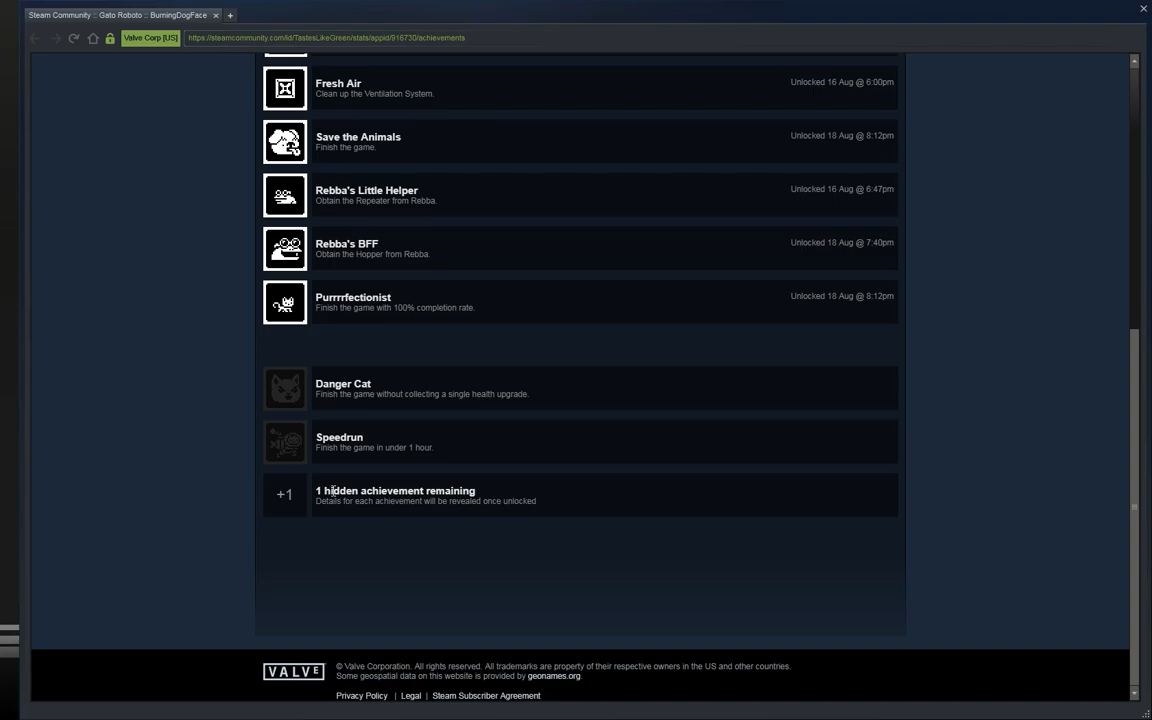 Steam Community :: Gato Roboto :: BurningDogFace
Valve Corp [US] https://steamcommunity.com/id/TastesLikeGreen/stats/appid/916730/achievements
Fresh Air
Clean up the Ventilation System.
Unlocked 16 Aug @ 6:00pm
Save the Animals
Finish the game.
Unlocked 18 Aug @ 8:12pm
Rebba's Little Helper
Obtain the Repeater from Rebba.
Unlocked 16 Aug @ 6:47pm
Rebba's BFF
Obtain the Hopper from Rebba.
Unlocked 18 Aug @ 7:40pm
Purrrrfectionist
Finish the game with 100% completion rate.
Unlocked 18 Aug @ 8:12pm
Danger Cat
Finish the game without collecting a single health upgrade.
Speedrun
Finish the game in under 1 hour.
+1
1 hidden achievement remaining
Details for each achievement will be revealed once unlocked
VALVE
© Valve Corporation. All rights reserved. All trademarks are property of their respective owners in the US and other countries.
Some geospatial data on this website is provided by geonames.org.
Privacy Policy | Legal | Steam Subscriber Agreement